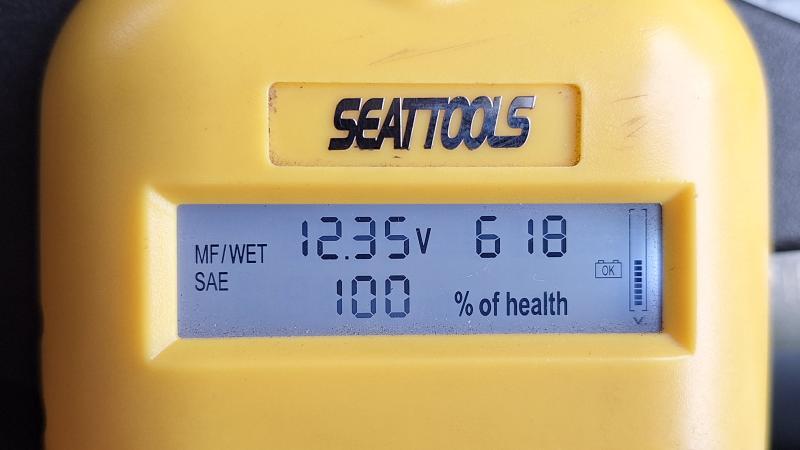 SEATTOOLS
MF/WET 12.35V 618
SAE 100 % of health
OK
V